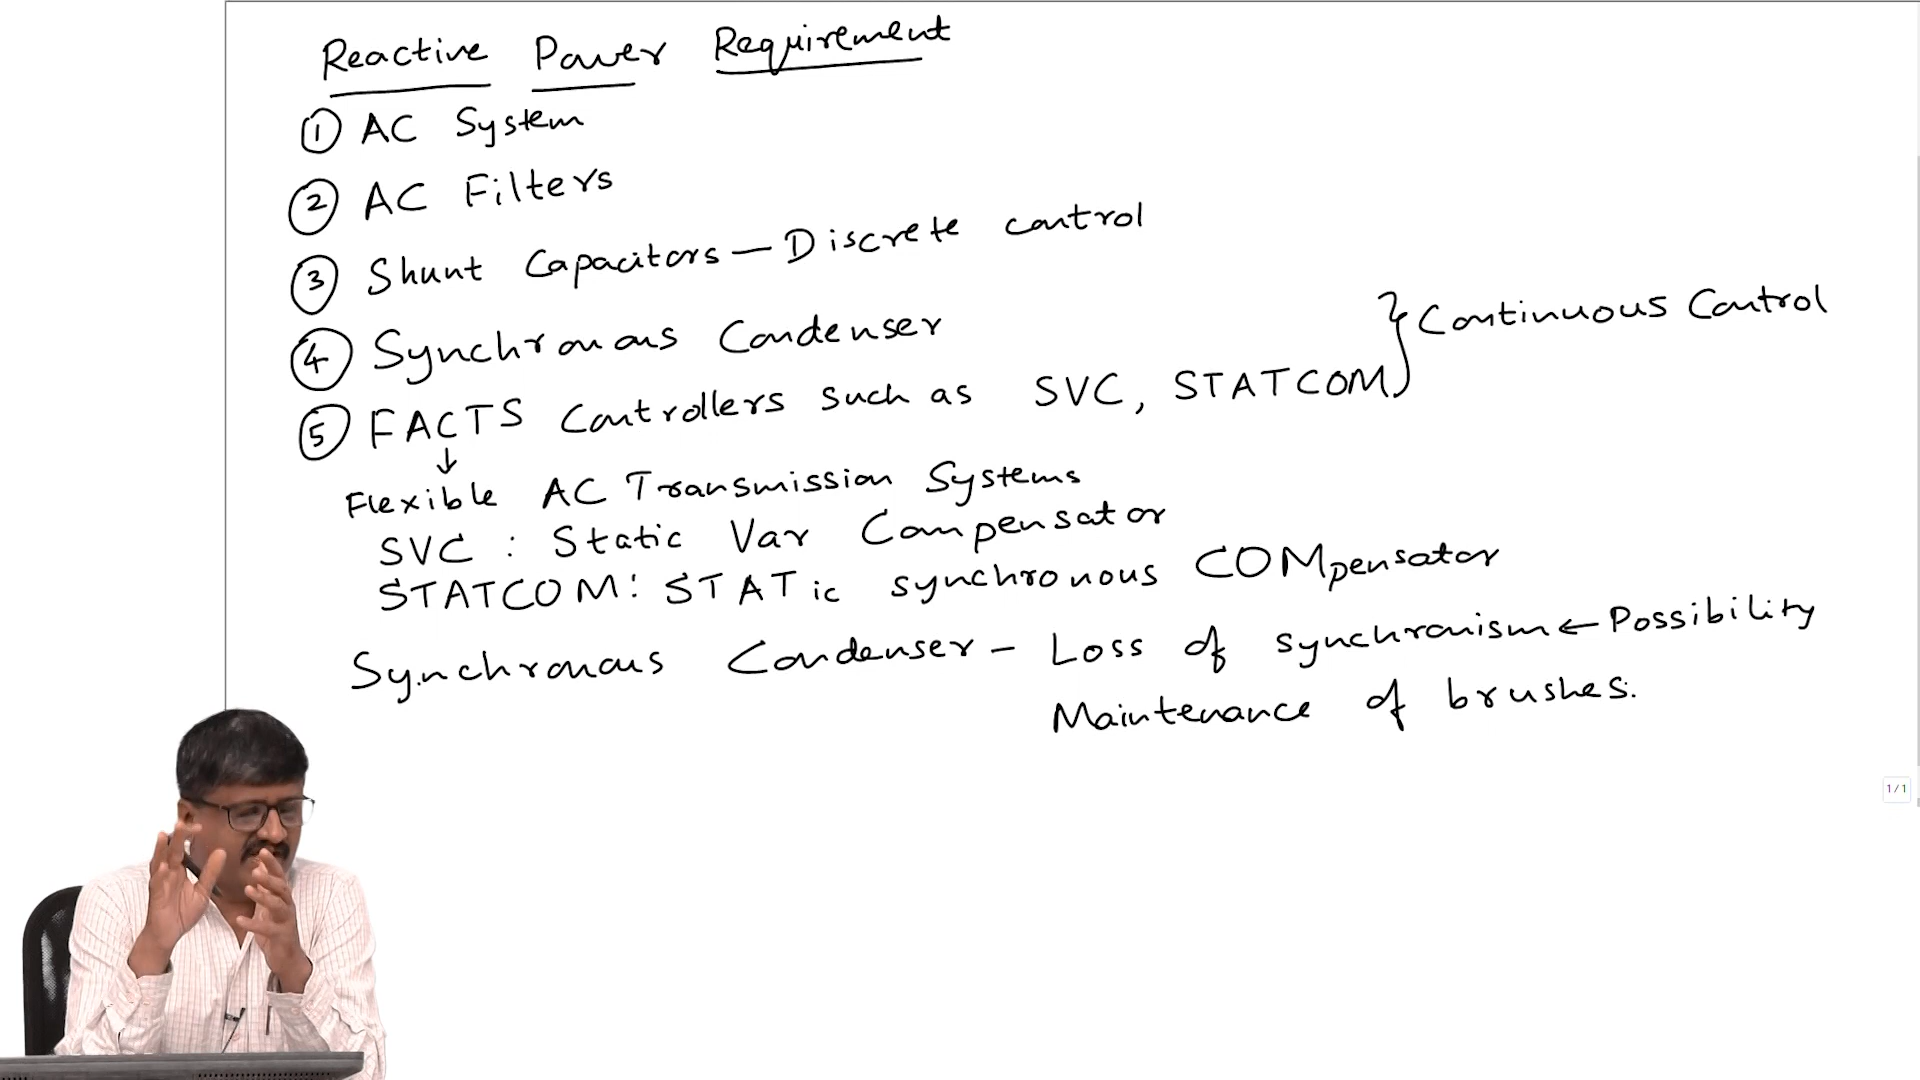 Reactive Power Requirement
① AC System
② AC Filters
③ Shunt Capacitors — Discrete control
④ Synchronous Condenser
⑤ FACTS Controllers such as SVC, STATCOM } Continuous Control
↓
Flexible AC Transmission Systems
SVC : Static Var Compensator
STATCOM : STATic synchronous COMpensator
Synchronous Condenser - Loss of synchronism ← Possibility
Maintenance of brushes.
1/1